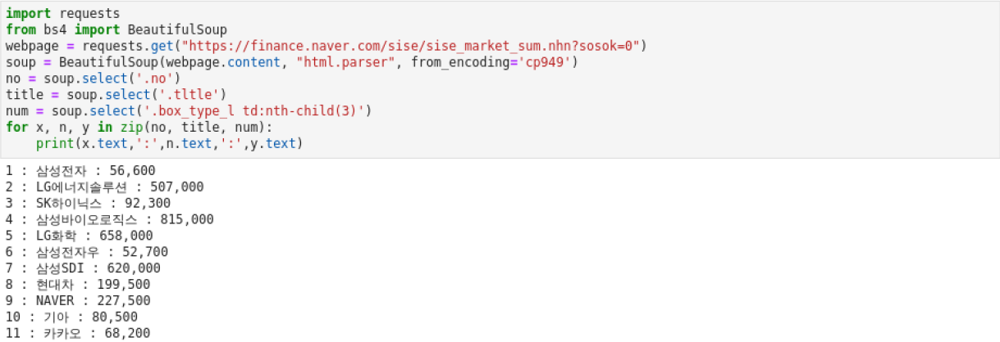 import requests
from bs4 import BeautifulSoup
webpage = requests.get("https://finance.naver.com/sise/sise_market_sum.nhn?sosok=0")
soup = BeautifulSoup(webpage.content, "html.parser", from_encoding='cp949')
no = soup.select('.no')
title = soup.select('.tltle')
num = soup.select('.box_type_l td:nth-child(3)')
for x, n, y in zip(no, title, num):
    print(x.text,':',n.text,':',y.text)
1 : 삼성전자 : 56,600
2 : LG에너지솔루션 : 507,000
3 : SK하이닉스 : 92,300
4 : 삼성바이오로직스 : 815,000
5 : LG화학 : 658,000
6 : 삼성전자우 : 52,700
7 : 삼성SDI : 620,000
8 : 현대차 : 199,500
9 : NAVER : 227,500
10 : 기아 : 80,500
11 : 카카오 : 68,200